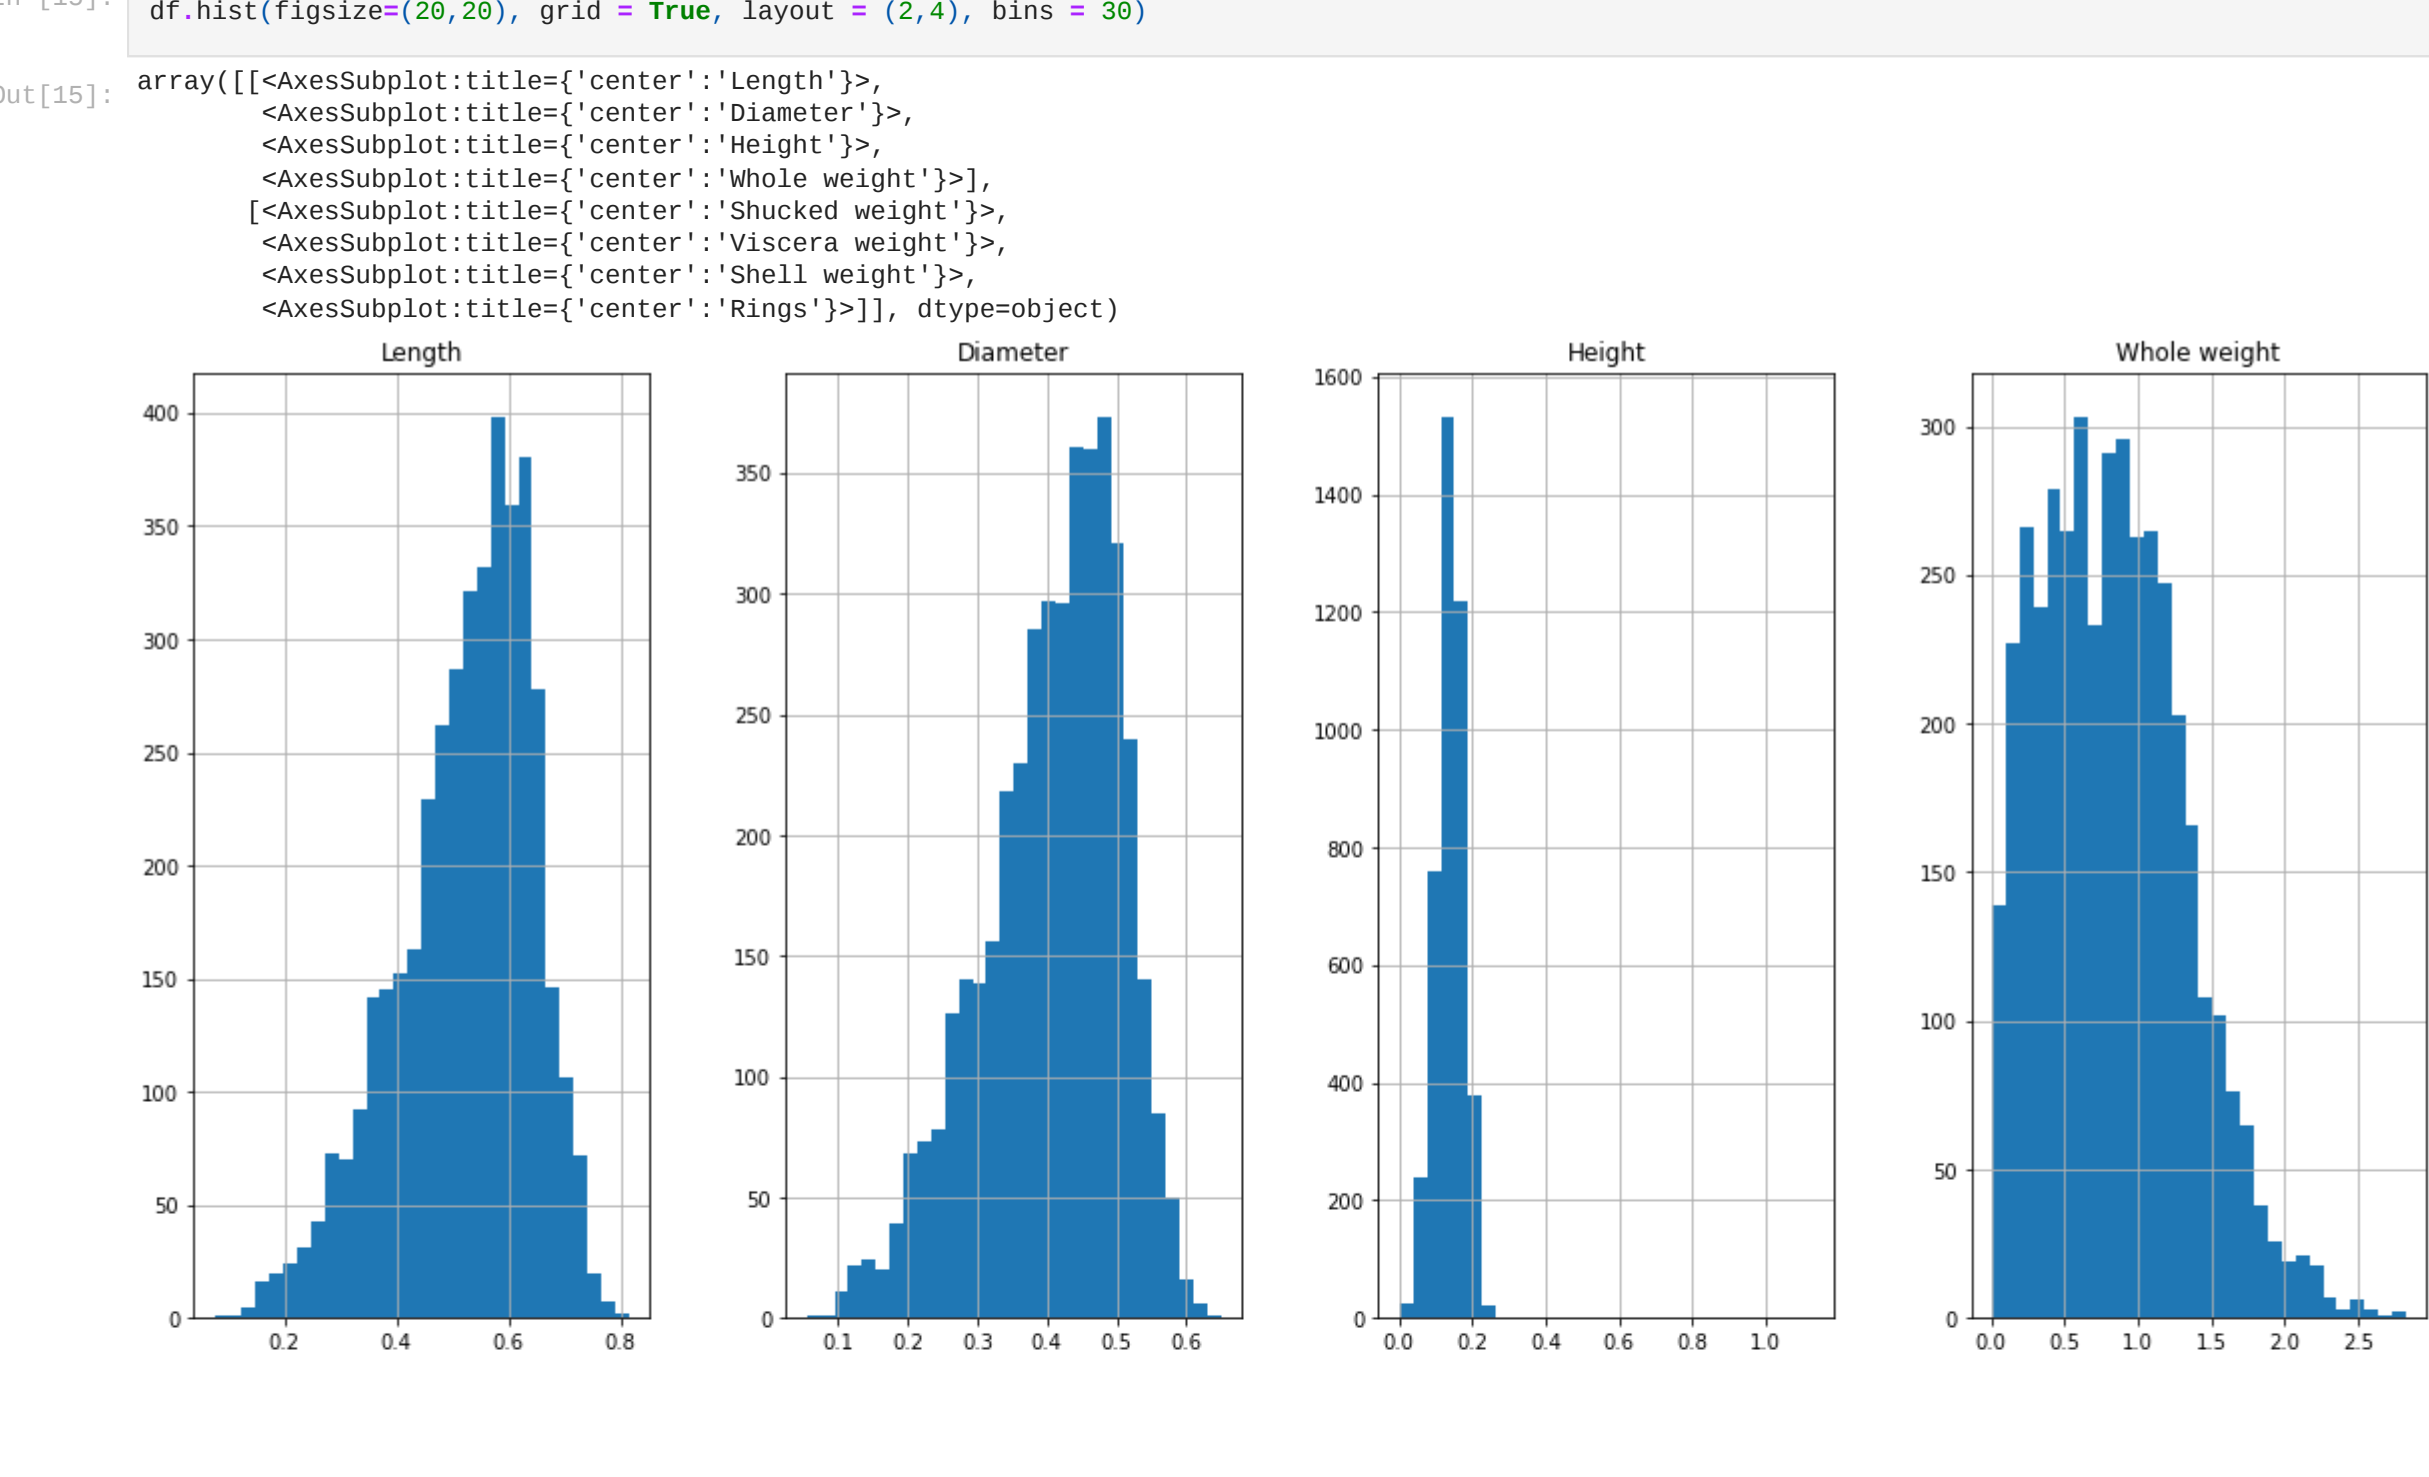 df.hist(figsize=(20,20), grid = True, layout = (2,4), bins = 30)
Out[15]:
array([[<AxesSubplot:title={'center':'Length'}>,
<AxesSubplot:title={'center':'Diameter'}>,
<AxesSubplot:title={'center':'Height'}>,
<AxesSubplot:title={'center':'Whole weight'}>],
[<AxesSubplot:title={'center':'Shucked weight'}>,
<AxesSubplot:title={'center':'Viscera weight'}>,
<AxesSubplot:title={'center':'Shell weight'}>,
<AxesSubplot:title={'center':'Rings'}>]], dtype=object)
Length
400
350
300
250
200
150
100
50
0
0.2 0.4 0.6 0.8
Diameter
350
300
250
200
150
100
50
0
0.1 0.2 0.3 0.4 0.5 0.6
Height
1600
1400
1200
1000
800
600
400
200
0
0.0 0.2 0.4 0.6 0.8 1.0
Whole weight
300
250
200
150
100
50
0
0.0 0.5 1.0 1.5 2.0 2.5